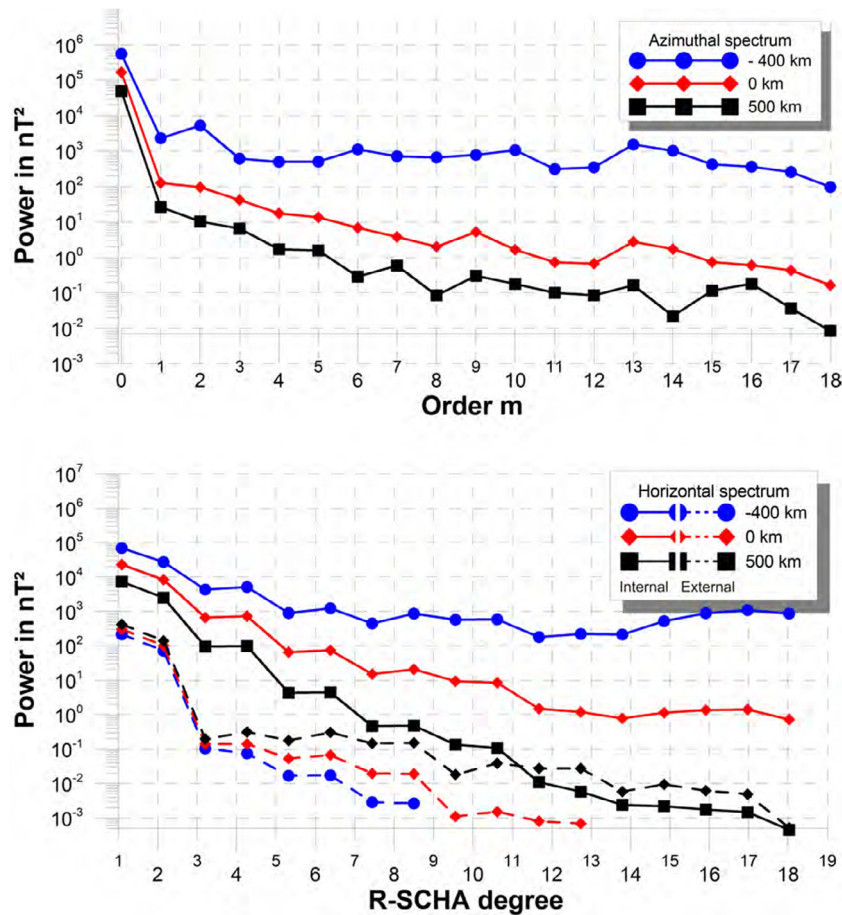 Azimuthal spectrum
- 400 km
0 km
500 km
Power in nT²
10⁶
10⁵
10⁴
10³
10²
10¹
10⁰
10⁻¹
10⁻²
10⁻³
0 1 2 3 4 5 6 7 8 9 10 11 12 13 14 15 16 17 18
Order m
Horizontal spectrum
-400 km
0 km
500 km
Internal External
Power in nT²
10⁷
10⁶
10⁵
10⁴
10³
10²
10¹
10⁰
10⁻¹
10⁻²
10⁻³
1 2 3 4 5 6 7 8 9 10 11 12 13 14 15 16 17 18 19
R-SCHA degree